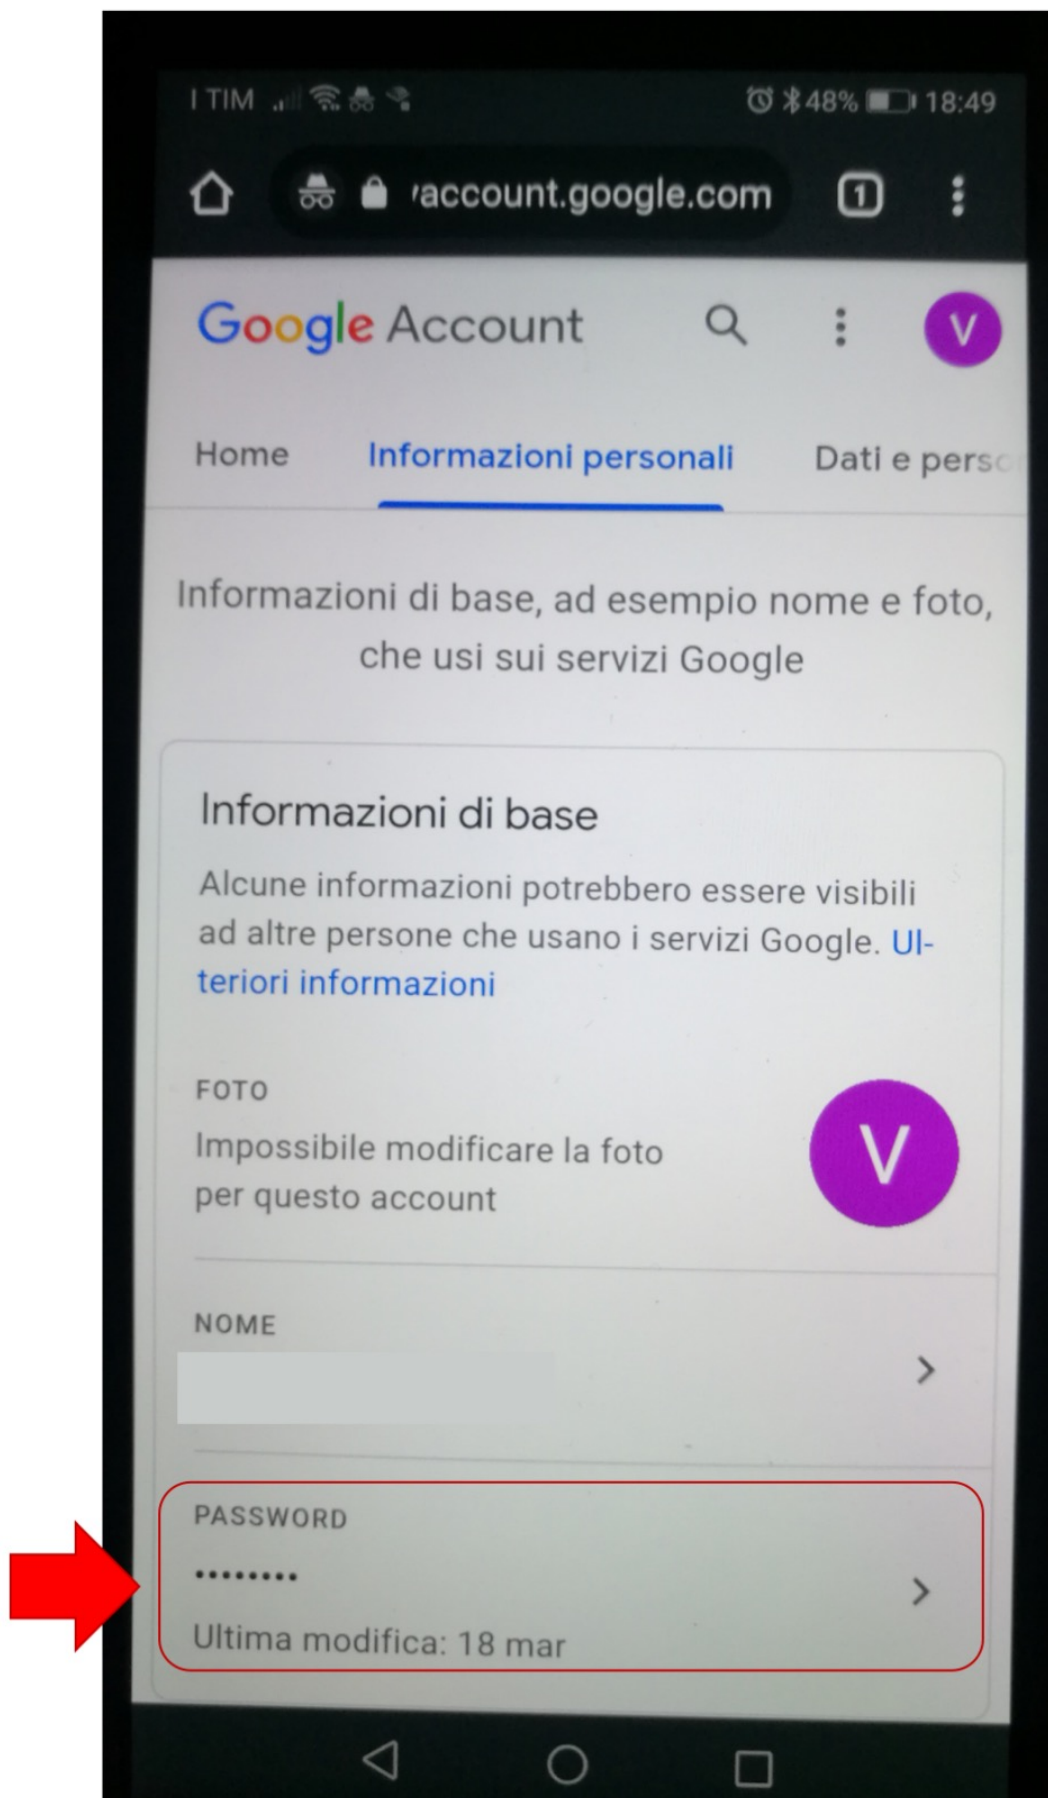 I TIM 48% 18:49
account.google.com 1
Google Account V
Home Informazioni personali Dati e perso
Informazioni di base, ad esempio nome e foto,
che usi sui servizi Google
Informazioni di base
Alcune informazioni potrebbero essere visibili
ad altre persone che usano i servizi Google. Ul-
teriori informazioni
FOTO
Impossibile modificare la foto
per questo account
V
NOME
PASSWORD
••••••••
Ultima modifica: 18 mar